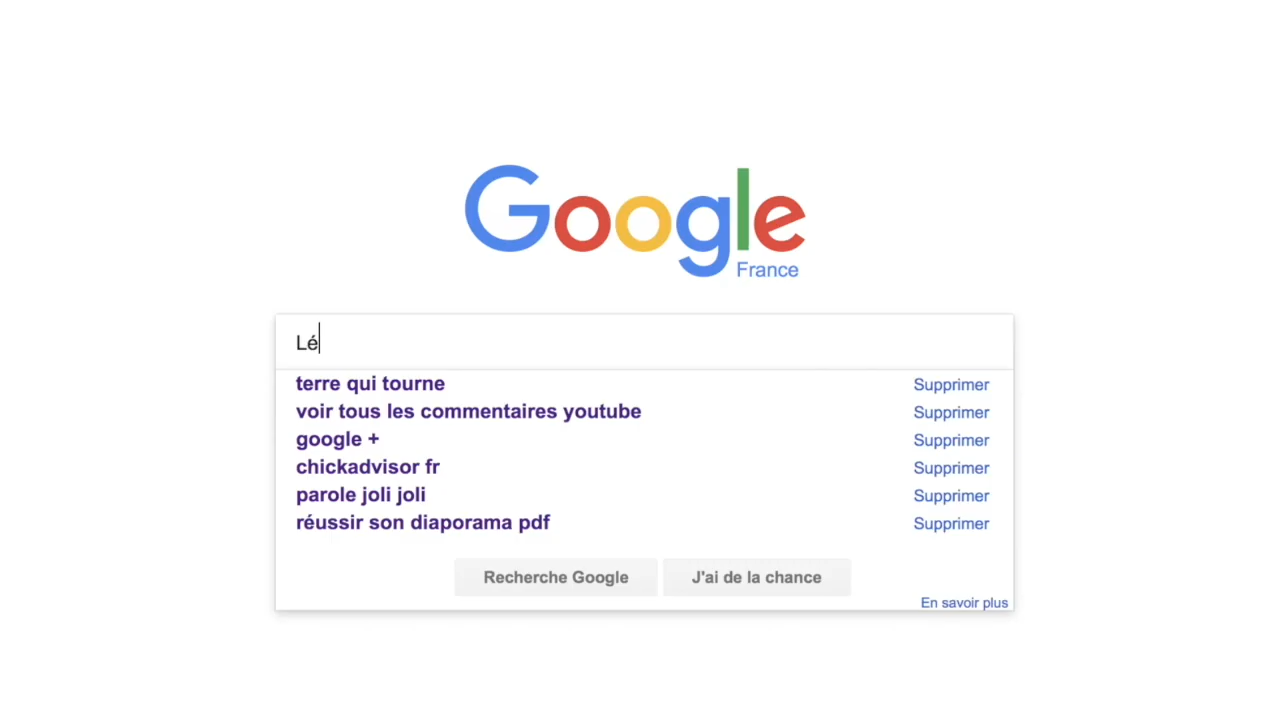 Google
France
Lé
terre qui tourne Supprimer
voir tous les commentaires youtube Supprimer
google + Supprimer
chickadvisor fr Supprimer
parole joli joli Supprimer
réussir son diaporama pdf Supprimer
Recherche Google J'ai de la chance
En savoir plus